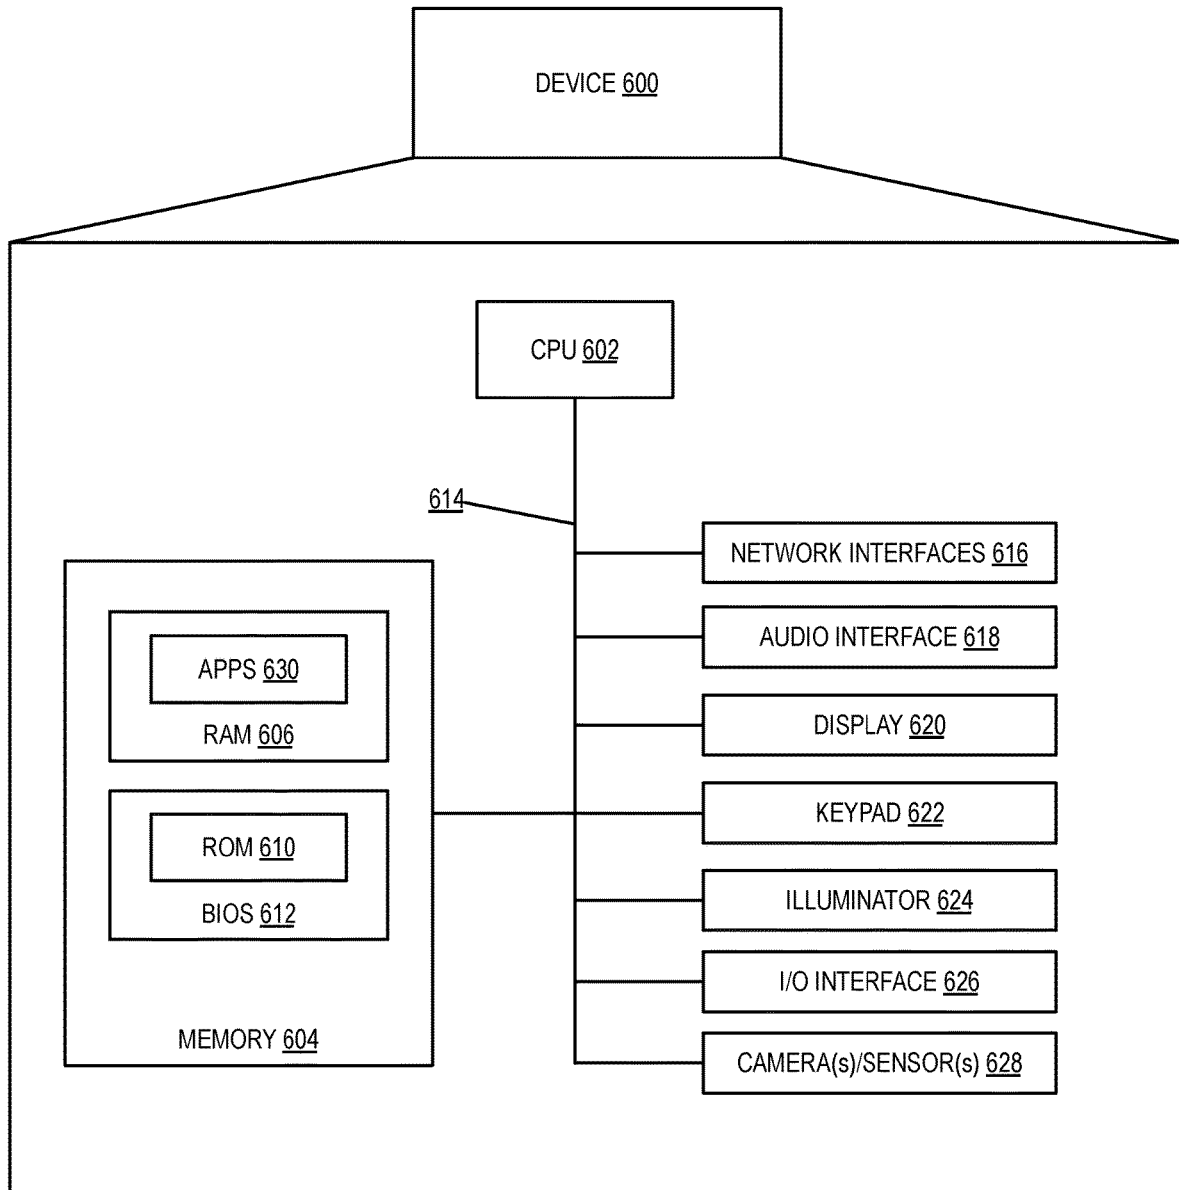 DEVICE 600
CPU 602
614
NETWORK INTERFACES 616
AUDIO INTERFACE 618
APPS 630
RAM 606
DISPLAY 620
KEYPAD 622
ROM 610
BIOS 612
ILLUMINATOR 624
I/O INTERFACE 626
MEMORY 604
CAMERA(s)/SENSOR(s) 628